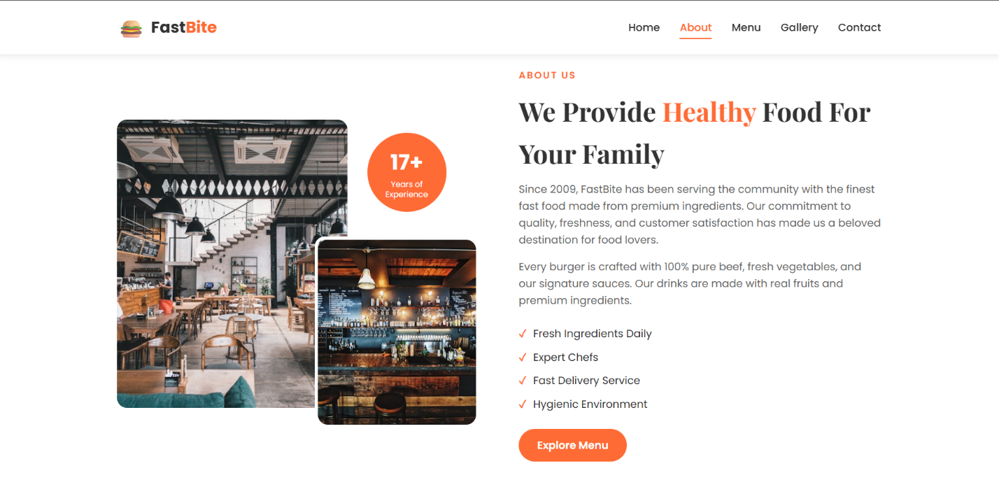 FastBite
Home
About
Menu
Gallery
Contact
17+
Years of
Experience
ABOUT US
We Provide Healthy Food For
Your Family
Since 2009, FastBite has been serving the community with the finest
fast food made from premium ingredients. Our commitment to
quality, freshness, and customer satisfaction has made us a beloved
destination for food lovers.
Every burger is crafted with 100% pure beef, fresh vegetables, and
our signature sauces. Our drinks are made with real fruits and
premium ingredients.
✓ Fresh Ingredients Daily
✓ Expert Chefs
✓ Fast Delivery Service
✓ Hygienic Environment
Explore Menu